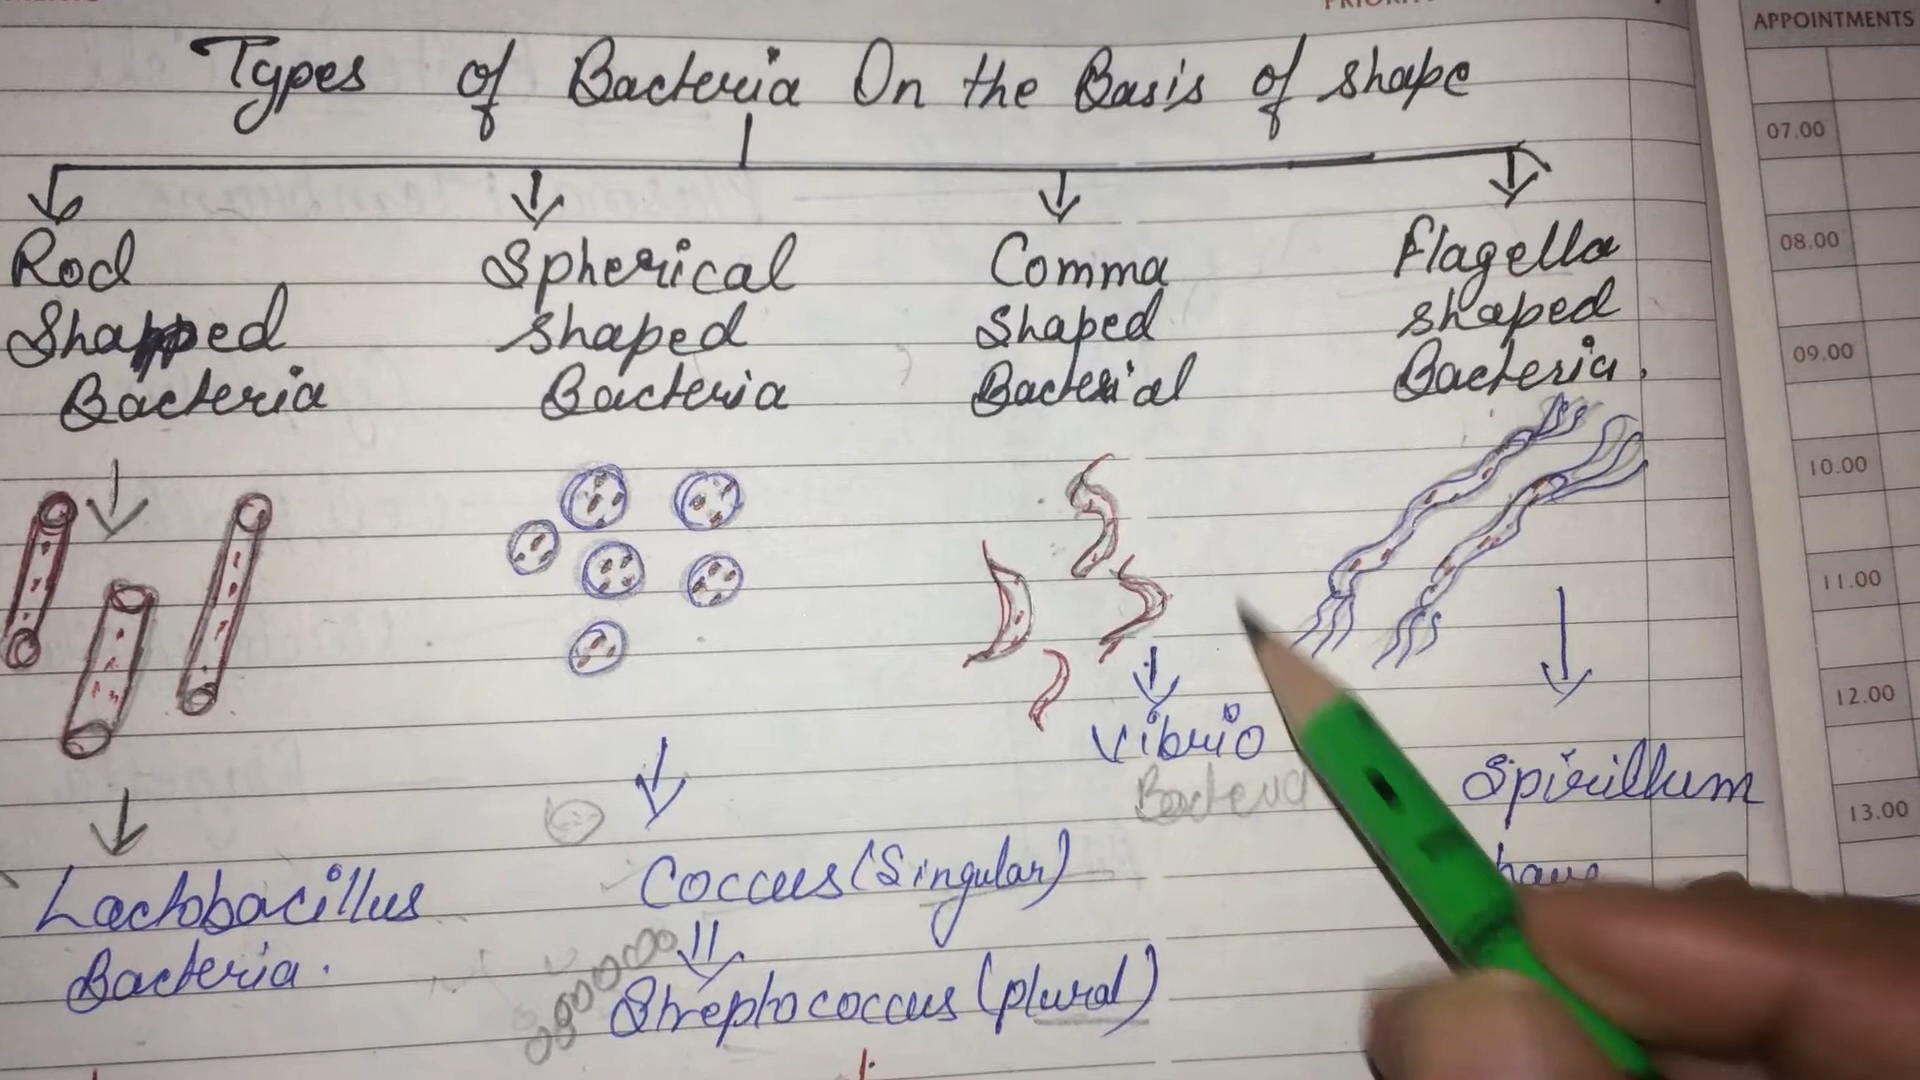 APPOINTMENTS
Types of Bacteria On the Basis of shape
07.00
Rod
Shapped
Bacteria
Spherical
shaped
Bacteria
Comma
Shaped
Bacterial
Flagella
shaped
Bacteria.
08.00
09.00
10.00
11.00
12.00
13.00
Vibrio
Bacteria
Spirillum
have
Lactobacillus
Bacteria.
Coccus (Singular)
Streptococcus (plural)